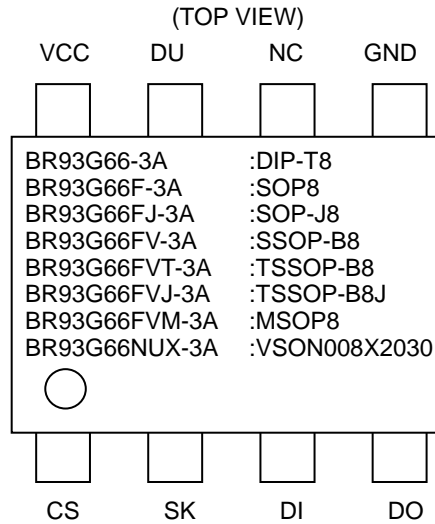 (TOP VIEW)
VCC DU NC GND
BR93G66-3A :DIP-T8
BR93G66F-3A :SOP8
BR93G66FJ-3A :SOP-J8
BR93G66FV-3A :SSOP-B8
BR93G66FVT-3A :TSSOP-B8
BR93G66FVJ-3A :TSSOP-B8J
BR93G66FVM-3A :MSOP8
BR93G66NUX-3A :VSON008X2030
CS SK DI DO